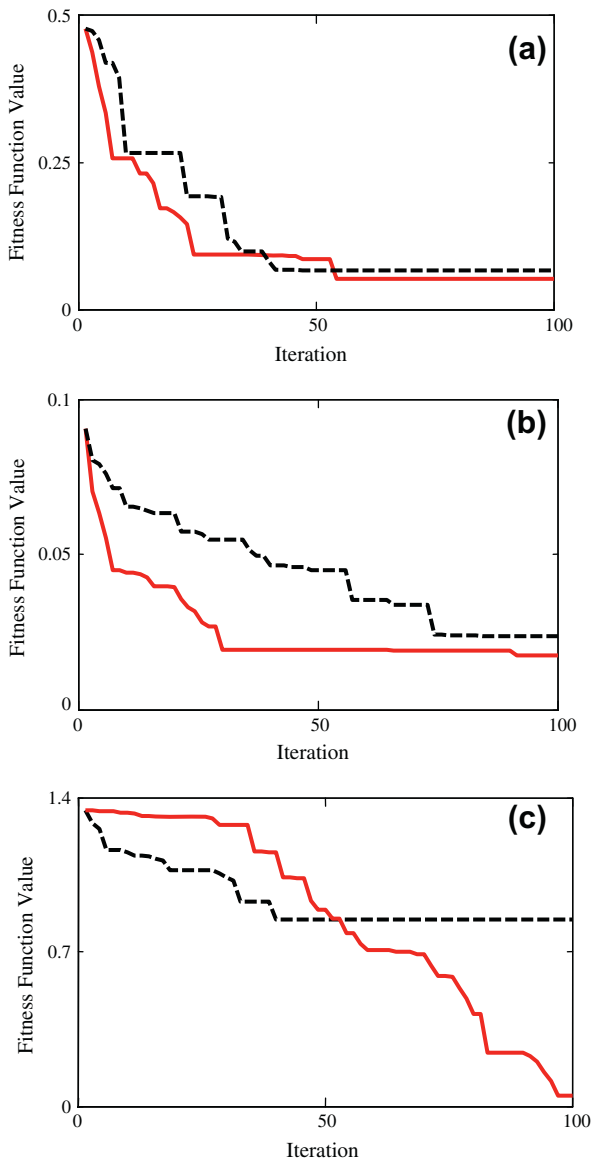 0.5
(a)
Fitness Function Value
0.25
0
0
50
100
Iteration
0.1
(b)
Fitness Function Value
0.05
0
0
50
100
Iteration
1.4
(c)
Fitness Function Value
0.7
0
0
50
100
Iteration